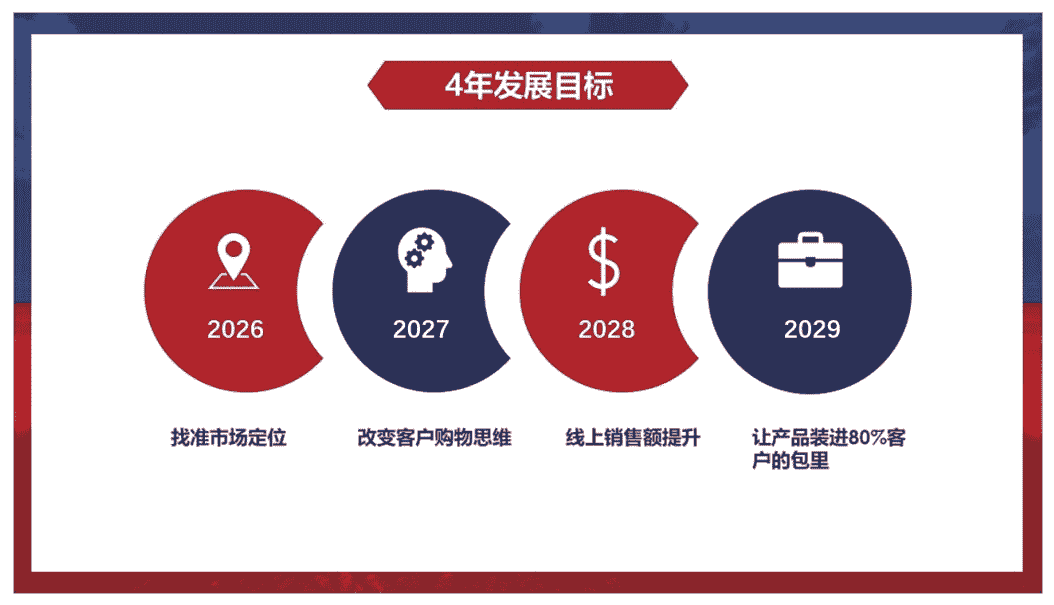 4年发展目标
2026
2027
2028
2029
找准市场定位
改变客户购物思维
线上销售额提升
让产品装进80%客
户的包里